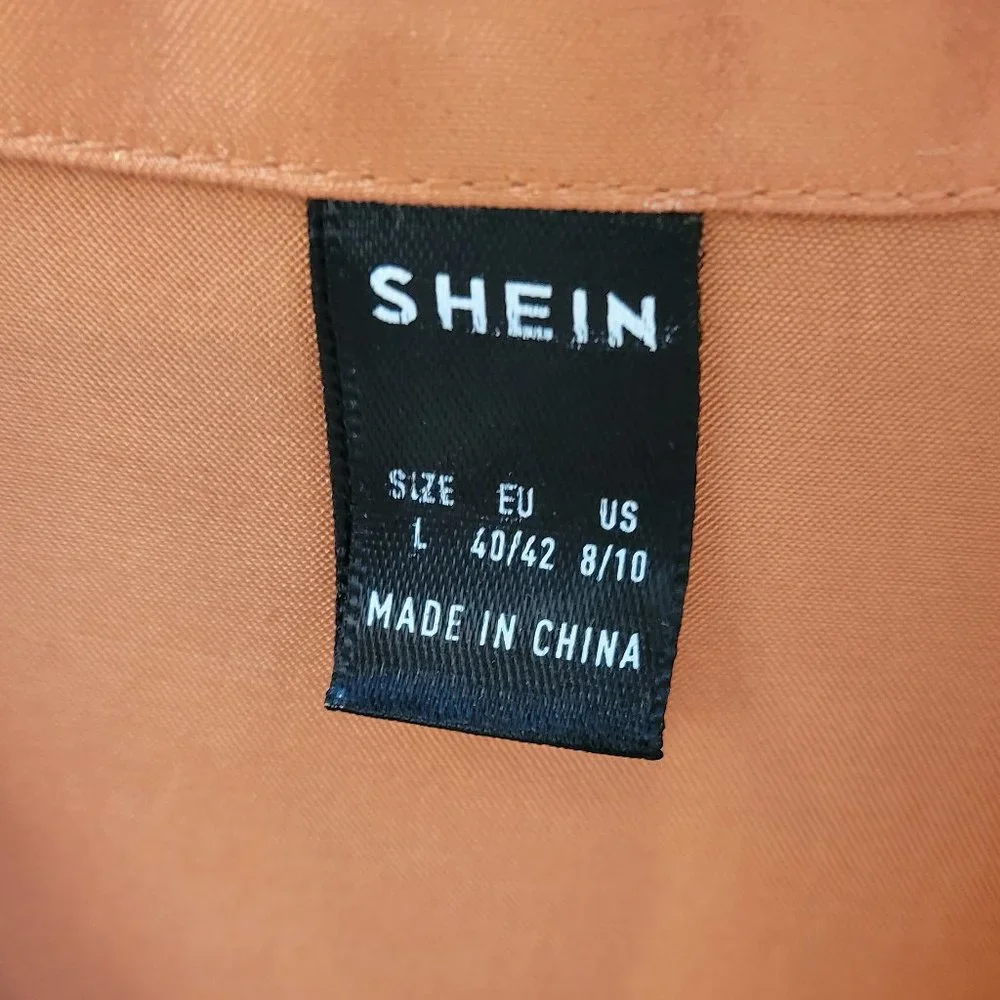 SHEIN
SIZE EU US
L 40/42 8/10
MADE IN CHINA